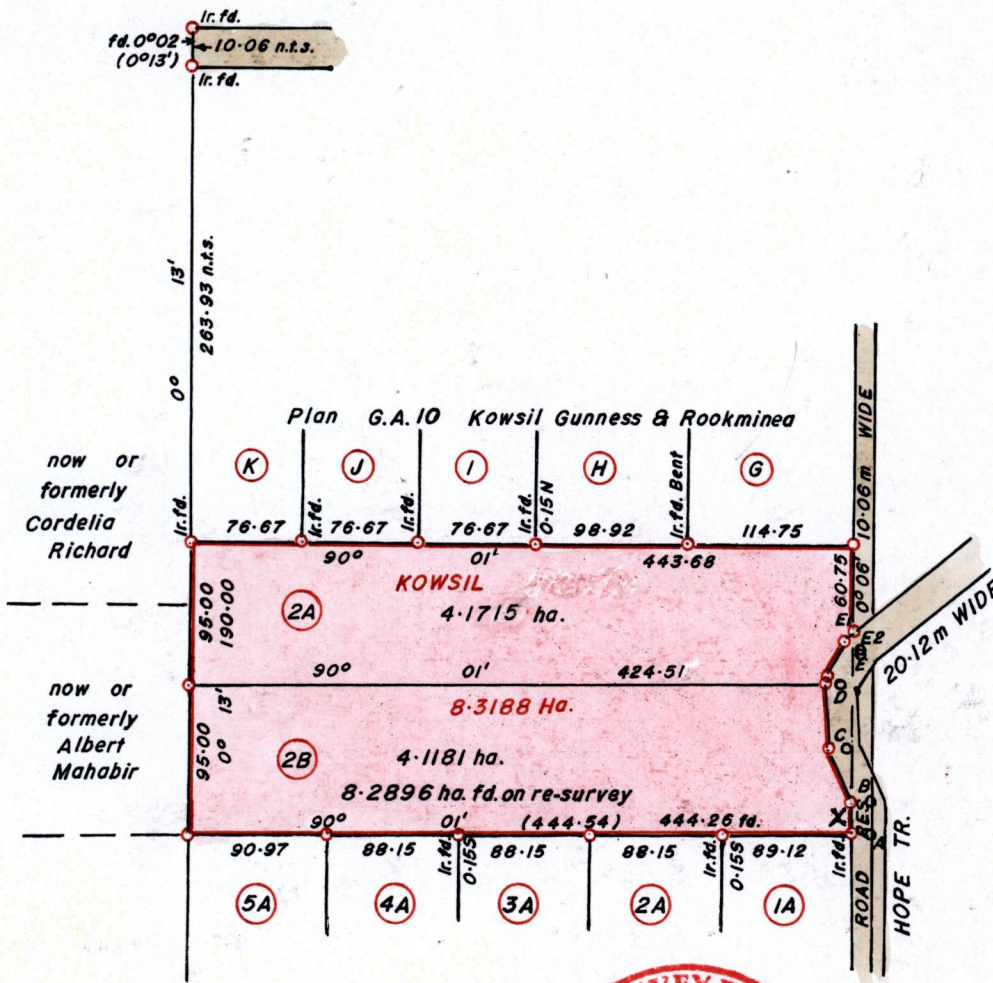 Ir. fd.
fd. 0°02
(0°13')
10·06 n.t.s.
Ir. fd.
0° 13'
263·93 n.t.s.
10·06 m WIDE
Plan G.A. 10 Kowsil Gunness & Rookminea
K J I H G
now or
formerly
Cordelia
Richard
Ir. fd.
Ir. fd.
Ir. fd.
Ir. fd.
0·15 N
Ir. fd. Bent
76·67 76·67 76·67 98·92 114·75
90° 01' 443·68
KOWSIL
2A
4·1715 ha.
95·00
190·00
60·75
0° 06'
E
E2
20·12 m WIDE
90° 01' 424·51
D
now or
formerly
Albert
Mahabir
95·00
0° 13'
8·3188 Ha.
C
2B
4·1181 ha.
8·2896 ha. fd. on re-survey
B
X
A
90° 01' (444·54) 444·26 fd.
90·97 88·15 88·15 88·15 89·12
Ir. fd.
0·15 S
Ir. fd.
0·15 S
Ir. fd.
5A 4A 3A 2A 1A
ROAD RES.
HOPE TR.